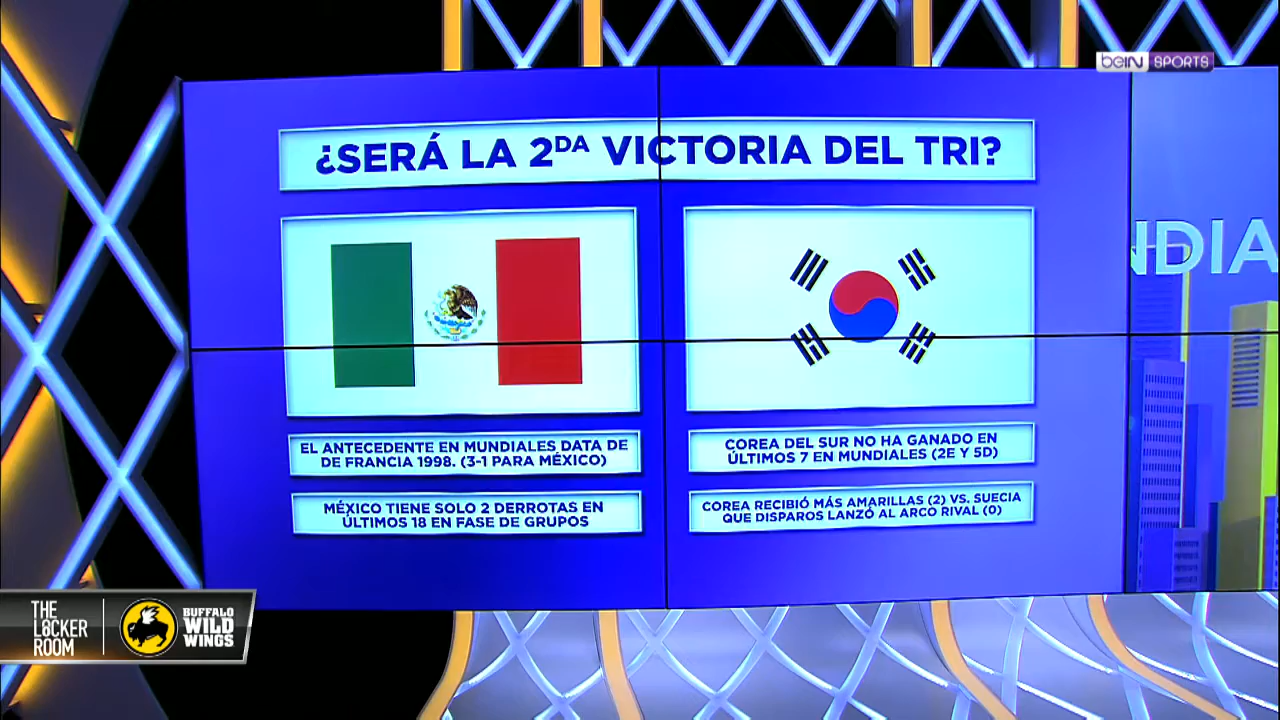 beIN SPORTS
¿SERÁ LA 2DA VICTORIA DEL TRI?
NDIA
EL ANTECEDENTE EN MUNDIALES DATA DE
DE FRANCIA 1998. (3-1 PARA MÉXICO)
MÉXICO TIENE SOLO 2 DERROTAS EN
ÚLTIMOS 18 EN FASE DE GRUPOS
COREA DEL SUR NO HA GANADO EN
ÚLTIMOS 7 EN MUNDIALES (2E Y 5D)
COREA RECIBIÓ MÁS AMARILLAS (2) VS. SUECIA
QUE DISPAROS LANZÓ AL ARCO RIVAL (0)
THE
LOCKER
ROOM
BUFFALO
WILD
WINGS